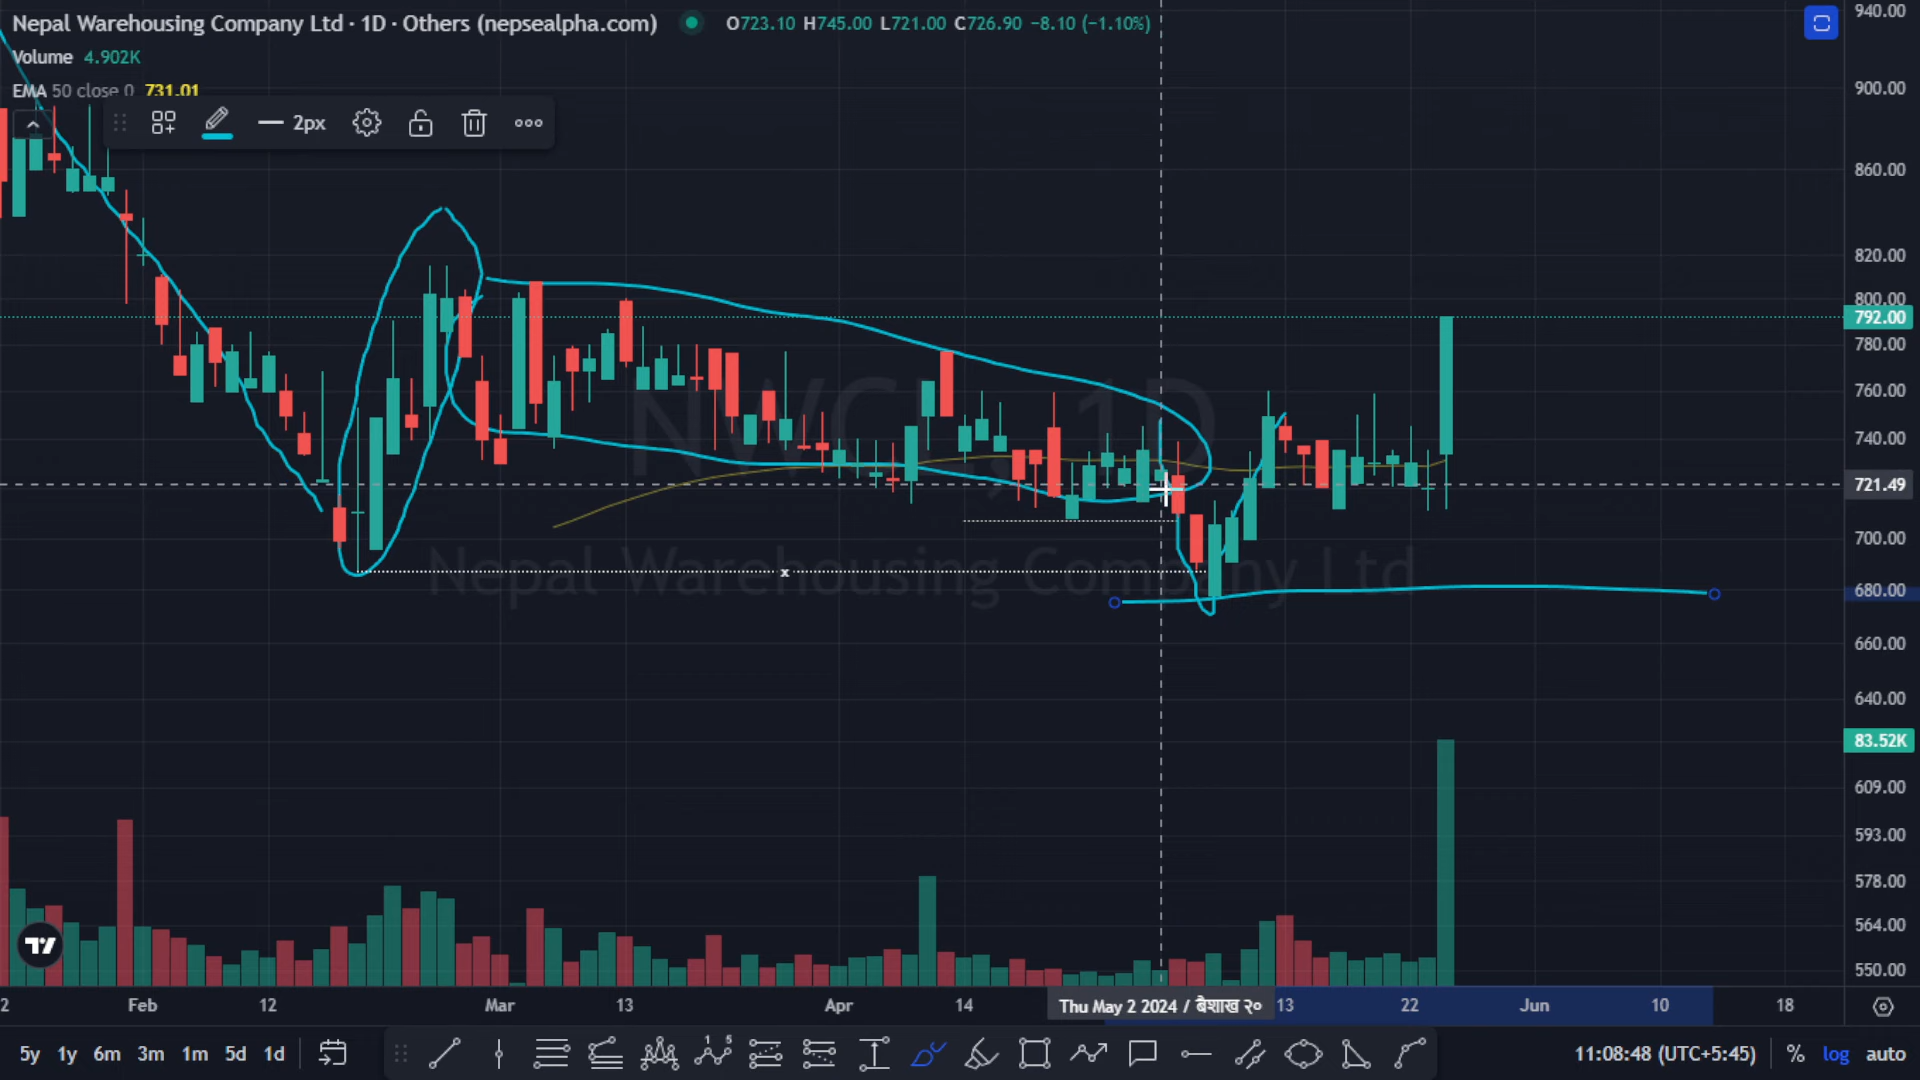 Nepal Warehousing Company Ltd · 1D · Others (nepsealpha.com) O723.10 H745.00 L721.00 C726.90 −8.10 (−1.10%)
Volume 4.902K
EMA 50 close 0 731.01
2px
940.00
900.00
860.00
820.00
800.00
792.00
780.00
760.00
740.00
721.49
700.00
680.00
660.00
640.00
83.52K
609.00
593.00
578.00
564.00
550.00
NWCL, 1D
Nepal Warehousing Company Ltd
x
2 Feb 12 Mar 13 Apr 14 Thu May 2 2024 / बैशाख २० 13 22 Jun 10 18
5y 1y 6m 3m 1m 5d 1d 1 5 11:08:48 (UTC+5:45) % log auto